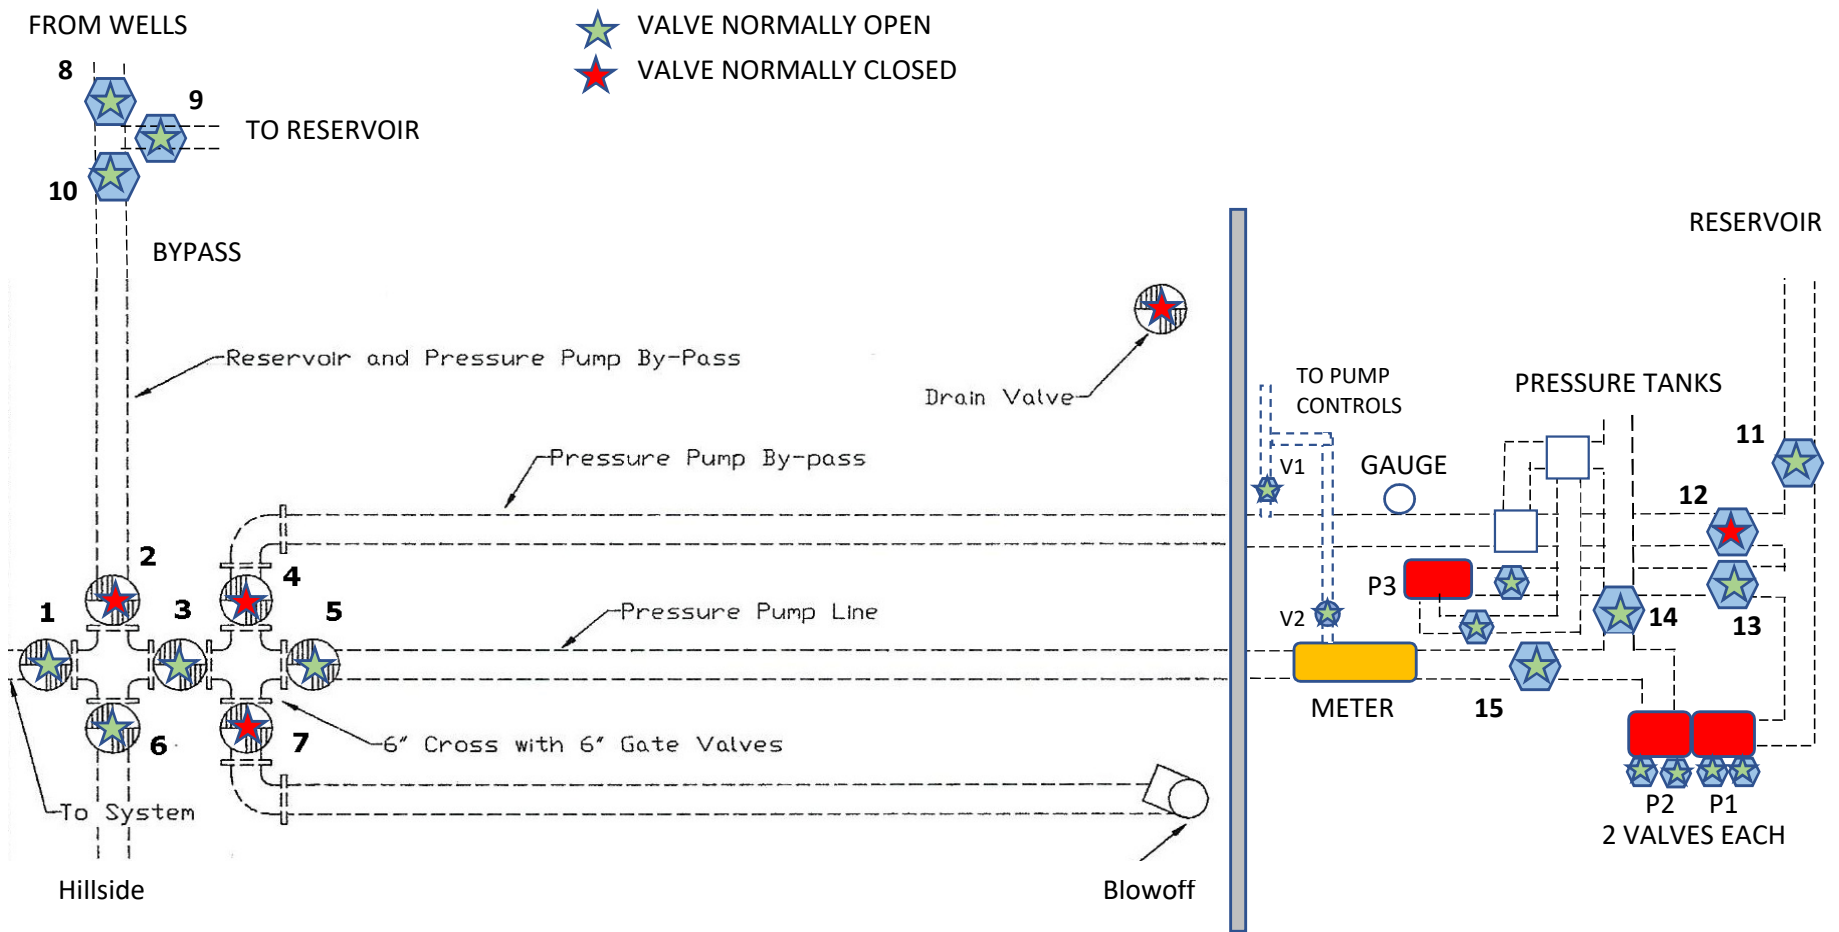 FROM WELLS
VALVE NORMALLY OPEN
VALVE NORMALLY CLOSED
8
9
TO RESERVOIR
10
BYPASS
RESERVOIR
Reservoir and Pressure Pump By-Pass
Drain Valve
TO PUMP
CONTROLS
PRESSURE TANKS
11
Pressure Pump By-pass
V1
GAUGE
12
2
4
P3
1
3
5
Pressure Pump Line
V2
14
13
6
7
6" Cross with 6" Gate Valves
METER
15
To System
P2
P1
2 VALVES EACH
Hillside
Blowoff